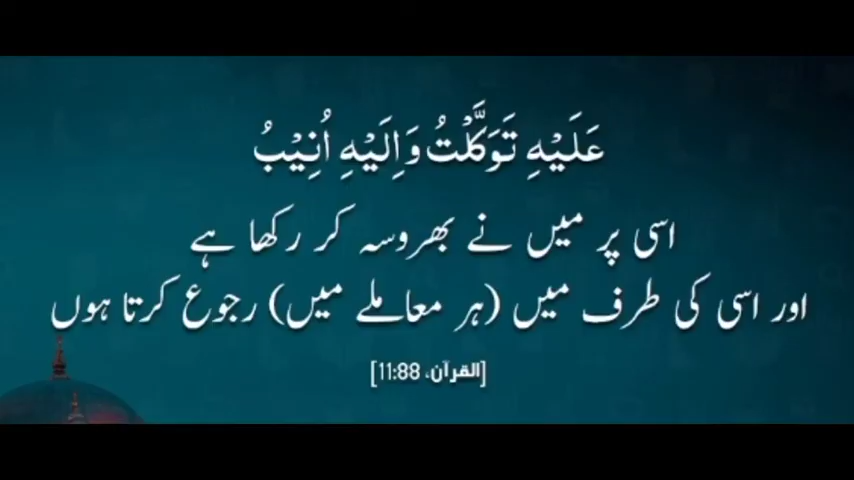 عَلَيْهِ تَوَكَّلْتُ وَاِلَيْهِ اُنِيْبُ
اسی پر میں نے بھروسہ کر رکھا ہے
اور اسی کی طرف میں (ہر معاملے میں) رجوع کرتا ہوں
[القرآن، 11:88]